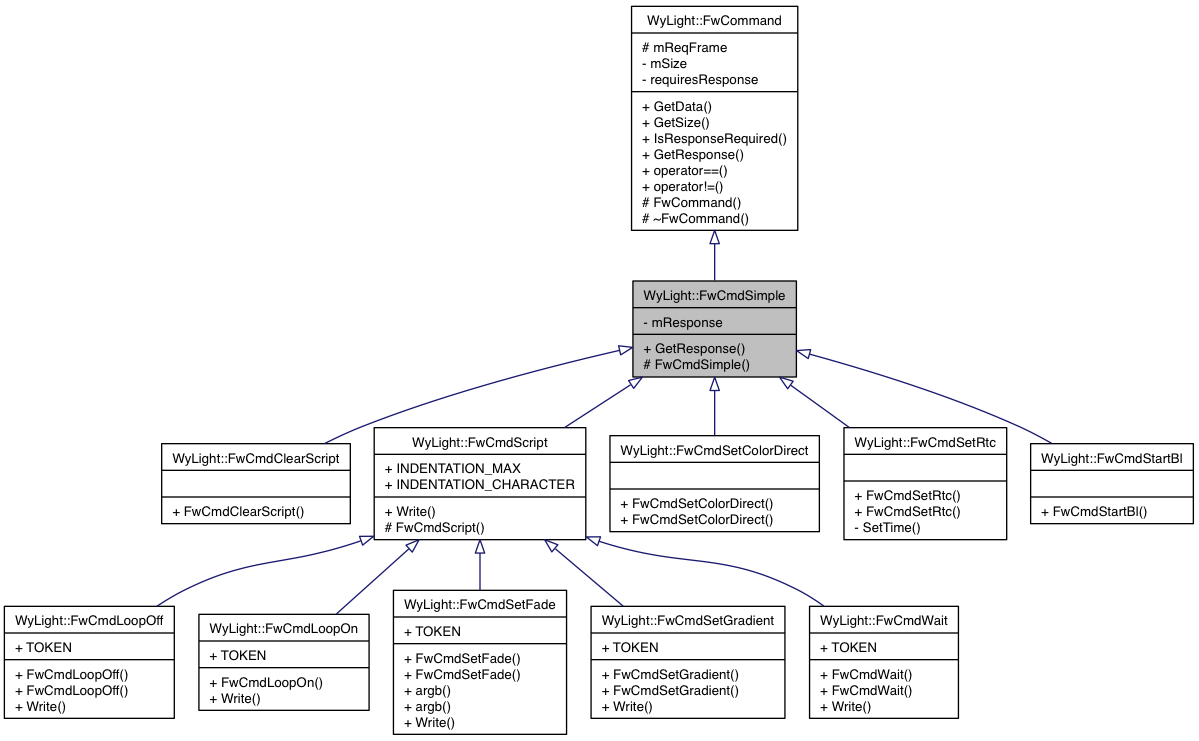 WyLight::FwCommand
# mReqFrame
- mSize
- requiresResponse
+ GetData()
+ GetSize()
+ IsResponseRequired()
+ GetResponse()
+ operator==()
+ operator!=()
# FwCommand()
# ~FwCommand()
WyLight::FwCmdSimple
- mResponse
+ GetResponse()
# FwCmdSimple()
WyLight::FwCmdClearScript
+ FwCmdClearScript()
WyLight::FwCmdScript
+ INDENTATION_MAX
+ INDENTATION_CHARACTER
+ Write()
# FwCmdScript()
WyLight::FwCmdSetColorDirect
+ FwCmdSetColorDirect()
+ FwCmdSetColorDirect()
WyLight::FwCmdSetRtc
+ FwCmdSetRtc()
+ FwCmdSetRtc()
- SetTime()
WyLight::FwCmdStartBl
+ FwCmdStartBl()
WyLight::FwCmdLoopOff
+ TOKEN
+ FwCmdLoopOff()
+ FwCmdLoopOff()
+ Write()
WyLight::FwCmdLoopOn
+ TOKEN
+ FwCmdLoopOn()
+ Write()
WyLight::FwCmdSetFade
+ TOKEN
+ FwCmdSetFade()
+ FwCmdSetFade()
+ argb()
+ argb()
+ Write()
WyLight::FwCmdSetGradient
+ TOKEN
+ FwCmdSetGradient()
+ FwCmdSetGradient()
+ Write()
WyLight::FwCmdWait
+ TOKEN
+ FwCmdWait()
+ FwCmdWait()
+ Write()